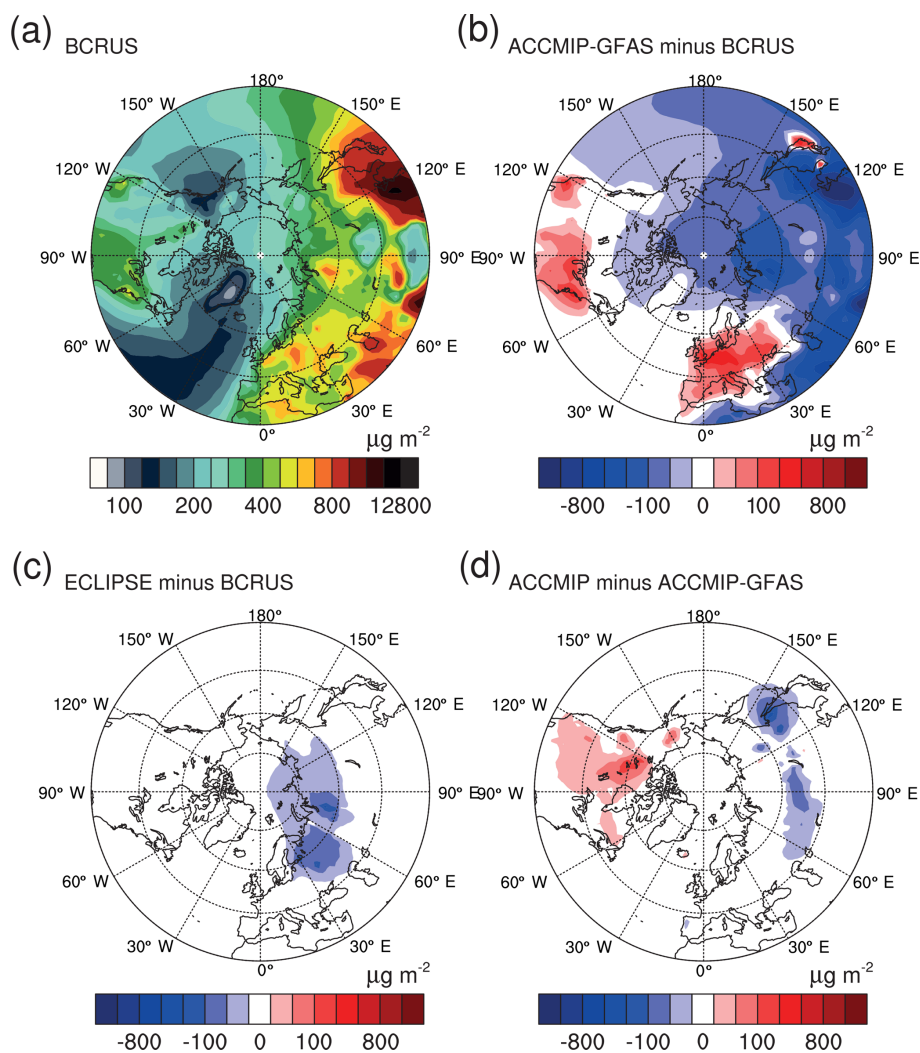 (a) BCRUS
180°
150° W 150° E
120° W 120° E
90° W 90° E
60° W 60° E
30° W 30° E
0°
µg m-2
100 200 400 800 12800
(b) ACCMIP-GFAS minus BCRUS
180°
150° W 150° E
120° W 120° E
90° W 90° E
60° W 60° E
30° W 30° E
0°
µg m-2
-800 -100 0 100 800
(c) ECLIPSE minus BCRUS
180°
150° W 150° E
120° W 120° E
90° W 90° E
60° W 60° E
30° W 30° E
0°
µg m-2
-800 -100 0 100 800
(d) ACCMIP minus ACCMIP-GFAS
180°
150° W 150° E
120° W 120° E
90° W 90° E
60° W 60° E
30° W 30° E
0°
µg m-2
-800 -100 0 100 800